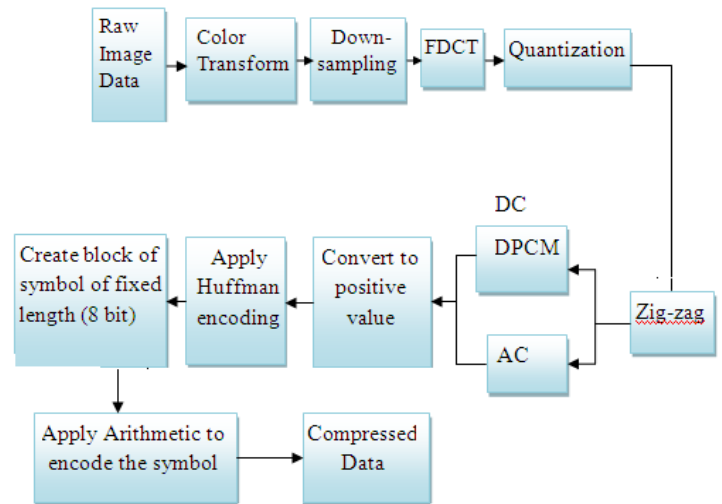 Raw
Image
Data
Color
Transform
Down-
sampling
FDCT
Quantization
Zig-zag
DC
DPCM
AC
Convert to
positive
value
Apply
Huffman
encoding
Create block of
symbol of fixed
length (8 bit)
Apply Arithmetic to
encode the symbol
Compressed
Data